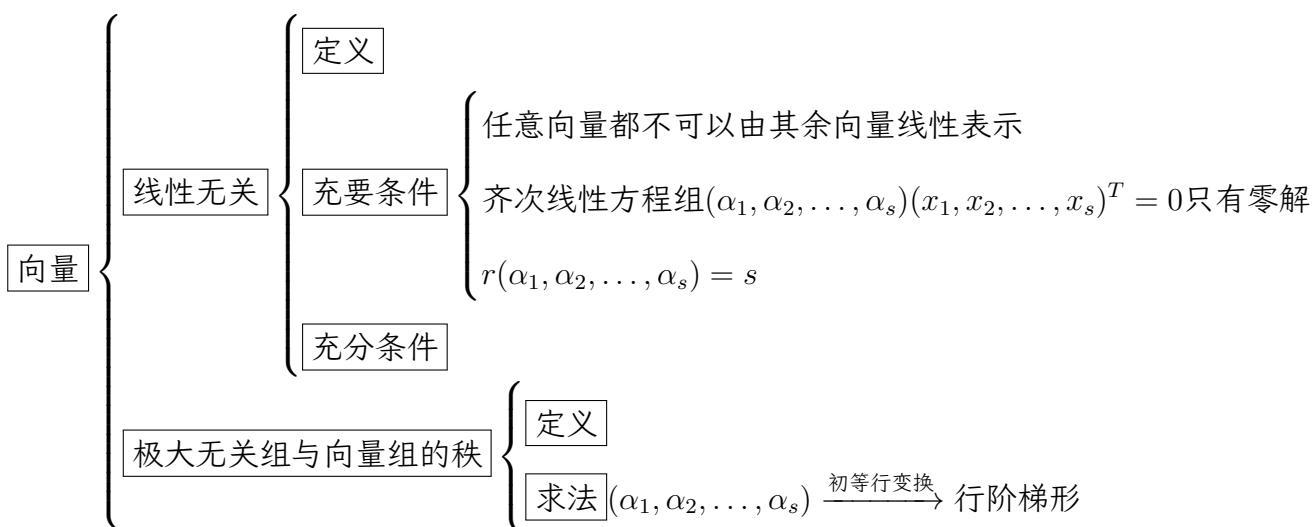 定义
任意向量都不可以由其余向量线性表示
线性无关
充要条件
齐次线性方程组(α₁, α₂, . . . , αₛ)(x₁, x₂, . . . , xₛ)ᵀ = 0只有零解
向量
r(α₁, α₂, . . . , αₛ) = s
充分条件
定义
极大无关组与向量组的秩
求法(α₁, α₂, . . . , αₛ) 初等行变换→ 行阶梯形